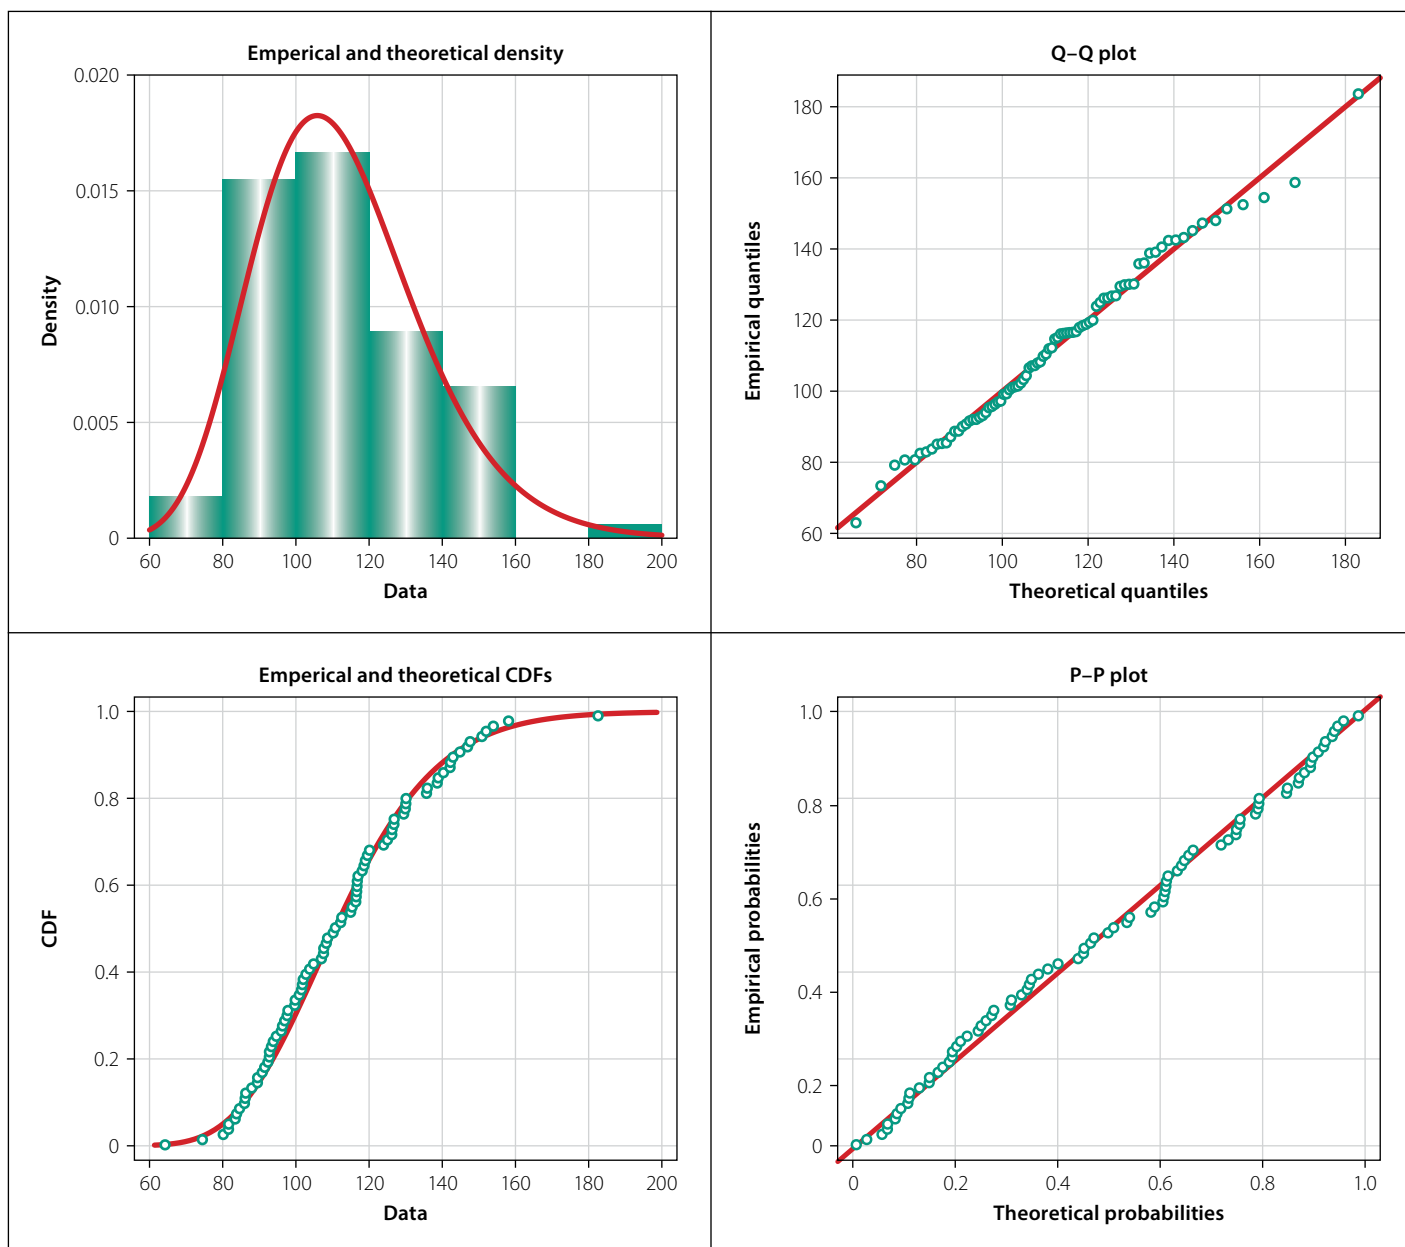 Emperical and theoretical density
0.020
0.015
0.010
0.005
0
Density
60 80 100 120 140 160 180 200
Data
Q–Q plot
180
160
140
120
100
80
60
Empirical quantiles
80 100 120 140 160 180
Theoretical quantiles
Emperical and theoretical CDFs
1.0
0.8
0.6
0.4
0.2
0
CDF
60 80 100 120 140 160 180 200
Data
P–P plot
1.0
0.8
0.6
0.4
0.2
0
Empirical probabilities
0 0.2 0.4 0.6 0.8 1.0
Theoretical probabilities